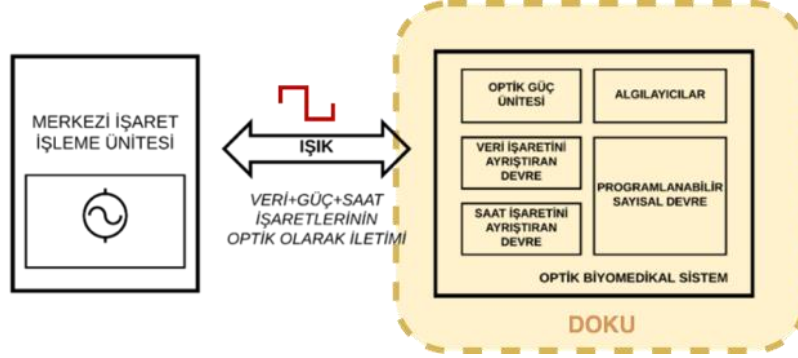 MERKEZİ İŞARET
İŞLEME ÜNİTESİ
IŞIK
VERİ+GÜÇ+SAAT
İŞARETLERİNİN
OPTİK OLARAK İLETİMİ
OPTİK GÜÇ
ÜNİTESİ
ALGILAYICILAR
VERİ İŞARETİNİ
AYRIŞTIRAN
DEVRE
PROGRAMLANABİLİR
SAYISAL DEVRE
SAAT İŞARETİNİ
AYRIŞTIRAN
DEVRE
OPTİK BİYOMEDİKAL SİSTEM
DOKU